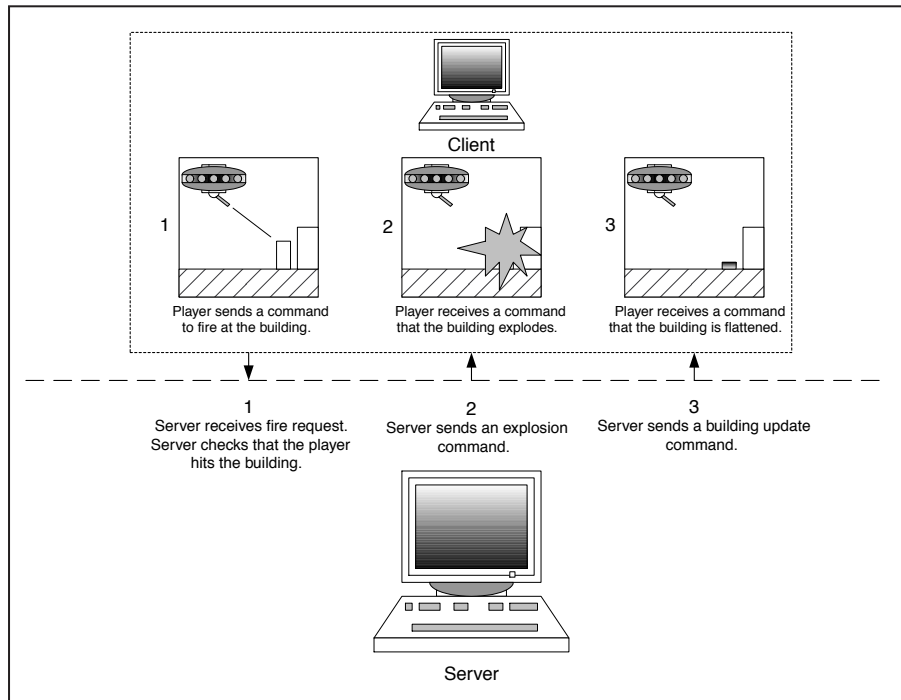 Client
1
2
3
Player sends a command
to fire at the building.
Player receives a command
that the building explodes.
Player receives a command
that the building is flattened.
1
Server receives fire request.
Server checks that the player
hits the building.
2
Server sends an explosion
command.
3
Server sends a building update
command.
Server